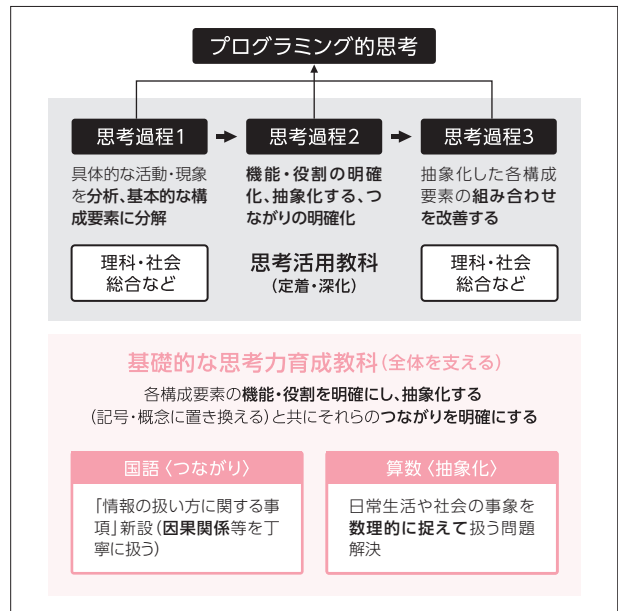 プログラミング的思考
思考過程1
思考過程2
思考過程3
具体的な活動・現象
を分析、基本的な構
成要素に分解
機能・役割の明確
化、抽象化する、つ
ながりの明確化
抽象化した各構成
要素の組み合わせ
を改善する
理科・社会
総合など
思考活用教科
(定着・深化)
理科・社会
総合など
基礎的な思考力育成教科(全体を支える)
各構成要素の機能・役割を明確にし、抽象化する
(記号・概念に置き換える)と共にそれらのつながりを明確にする
国語〈つながり〉
「情報の扱い方に関する事
項」新設(因果関係等を丁
寧に扱う)
算数〈抽象化〉
日常生活や社会の事象を
数理的に捉えて扱う問題
解決